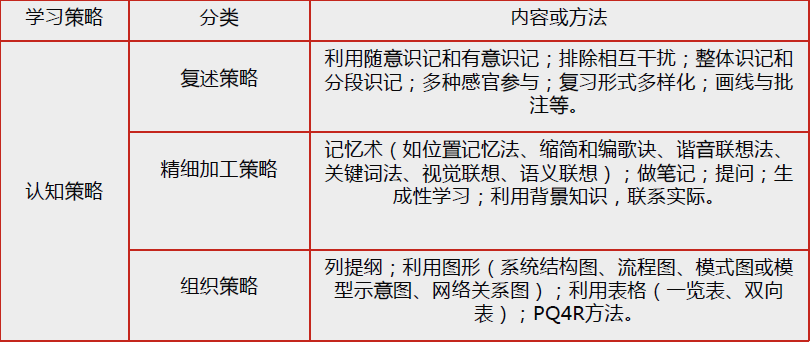 学习策略 分类 内容或方法
认知策略
复述策略
利用随意识记和有意识记；排除相互干扰；整体识记和
分段识记；多种感官参与；复习形式多样化；画线与批
注等。
精细加工策略
记忆术（如位置记忆法、缩简和编歌诀、谐音联想法、
关键词法、视觉联想、语义联想）；做笔记；提问；生
成性学习；利用背景知识，联系实际。
组织策略
列提纲；利用图形（系统结构图、流程图、模式图或模
型示意图、网络关系图）；利用表格（一览表、双向
表）；PQ4R方法。